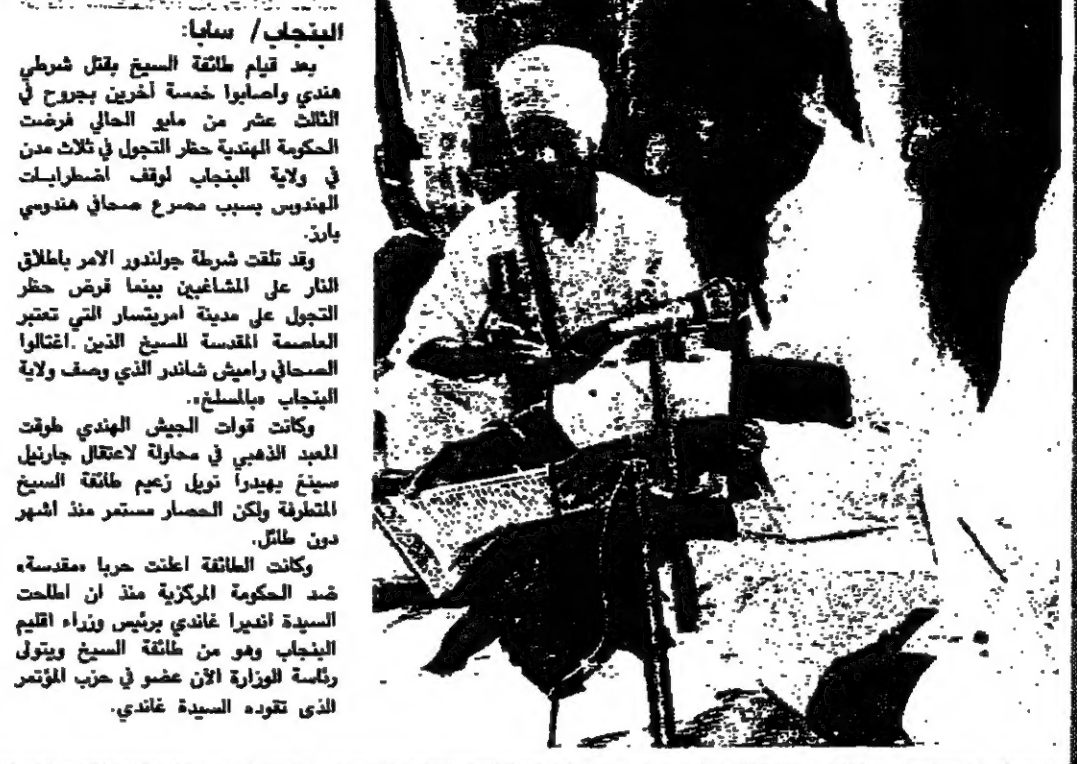 البنجاب/ سابا:
بعد قيام طائفة السيخ بقتل شرطي
هندي واصابوا خمسة آخرين بجروح في
الثالث عشر من مايو الحالي فرضت
الحكومة الهندية حظر التجول في ثلاث مدن
في ولاية البنجاب لوقف اضطرابات
الهندوس بسبب مصرع صحافي هندوسي
بارز.
وقد تلقت شرطة جولندور الامر باطلاق
النار على المشاغبين بينما فرض حظر
التجول على مدينة امريتسار التي تعتبر
العاصمة المقدسة للسيخ الذين اغتالوا
الصحافي راميش شاندر الذي وصف ولاية
البنجاب «بالمسلخ».
وكانت قوات الجيش الهندي طوقت
المعبد الذهبي في محاولة لاعتقال جارنيل
سينغ بهيدرا نويل زعيم طائفة السيخ
المتطرفة ولكن الحصار مستمر منذ اشهر
دون طائل.
وكانت الطائفة اعلنت حربا «مقدسة»
ضد الحكومة المركزية منذ ان اطاحت
السيدة انديرا غاندي برئيس وزراء اقليم
البنجاب وهو من طائفة السيخ ويتولى
رئاسة الوزارة الآن عضو في حزب المؤتمر
الذى تقوده السيدة غاندي.